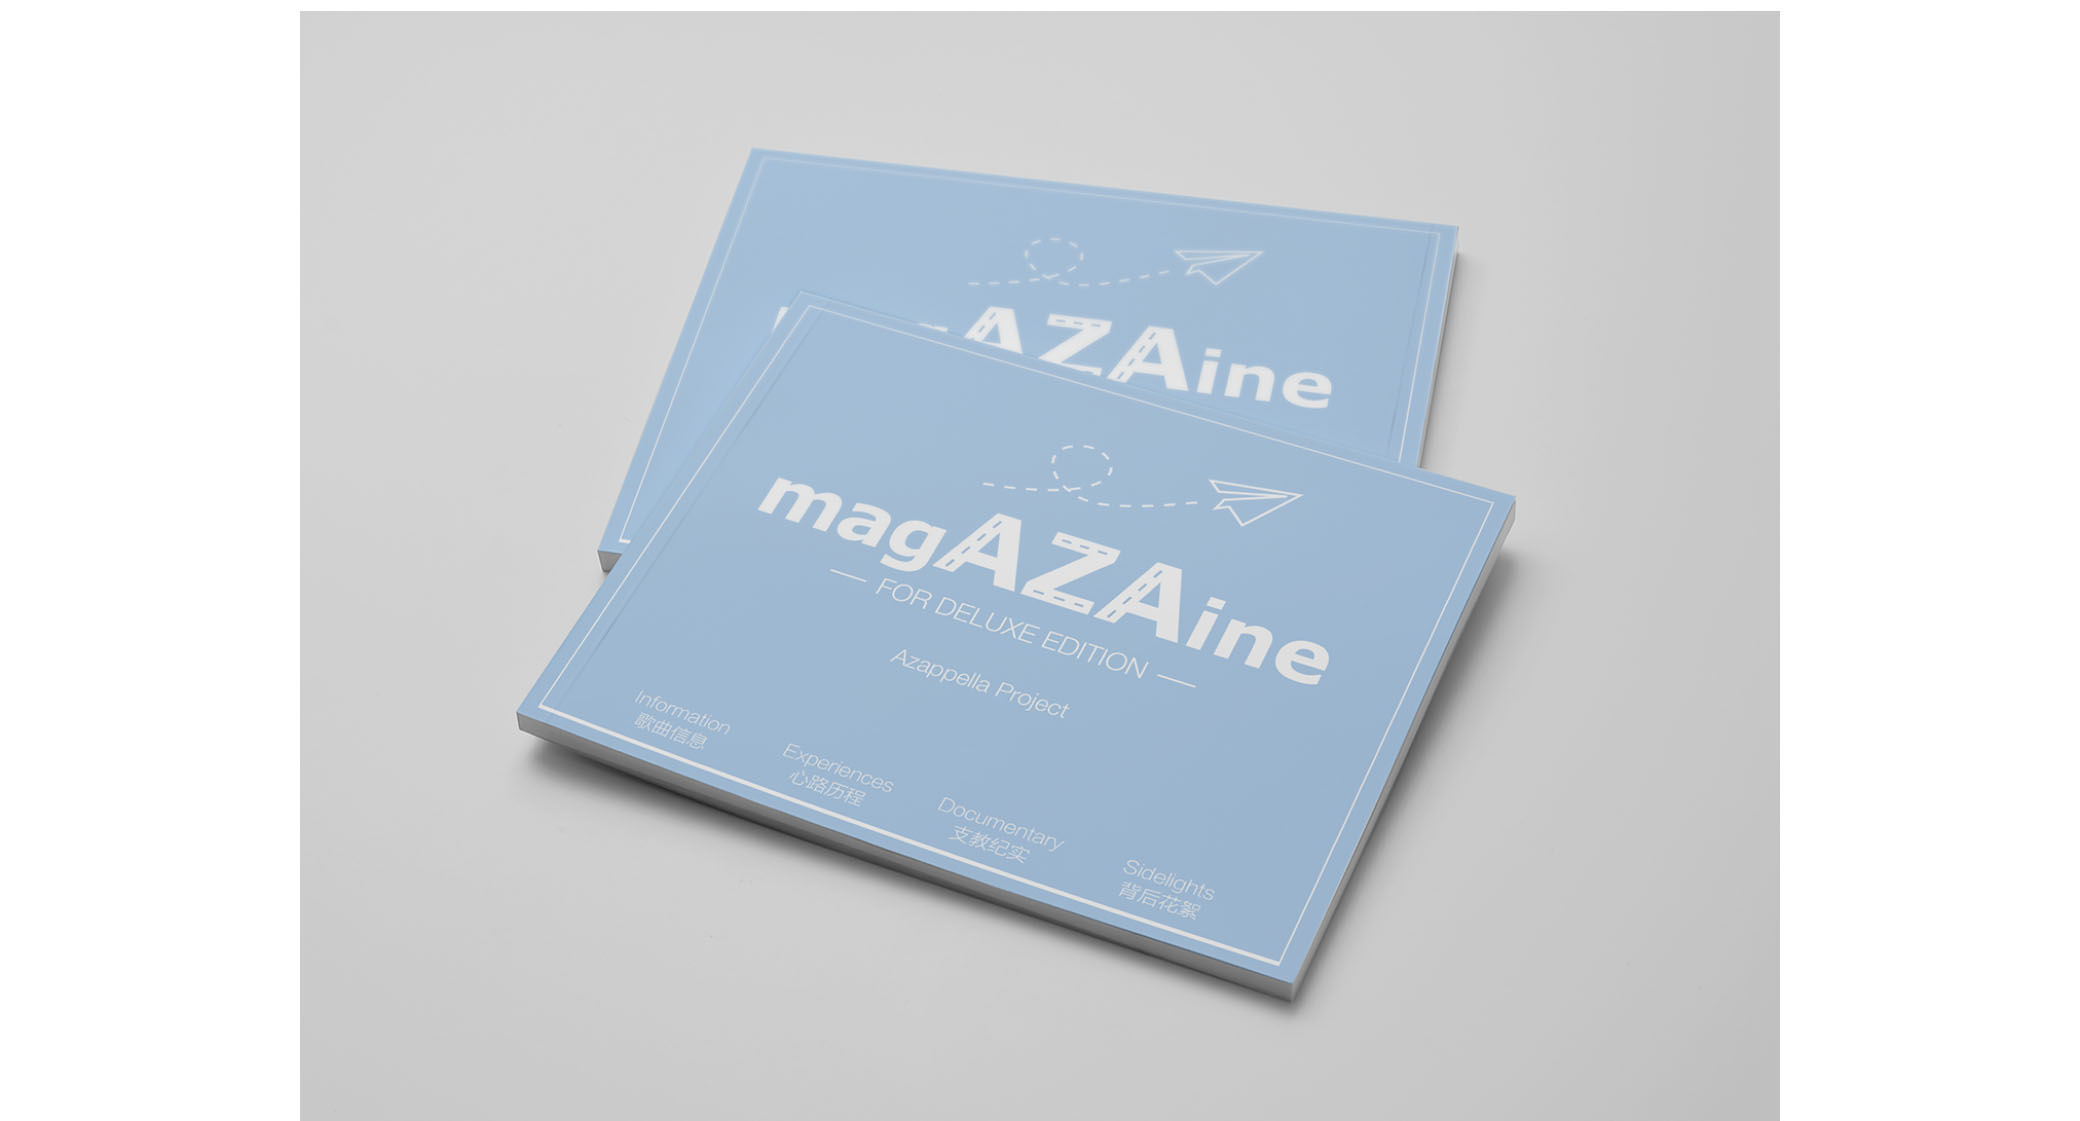 AZAine
magAZAine
FOR DELUXE EDITION
Azappella Project
Information
歌曲信息
Experiences
心路历程
Documentary
支教纪实
Sidelights
背后花絮